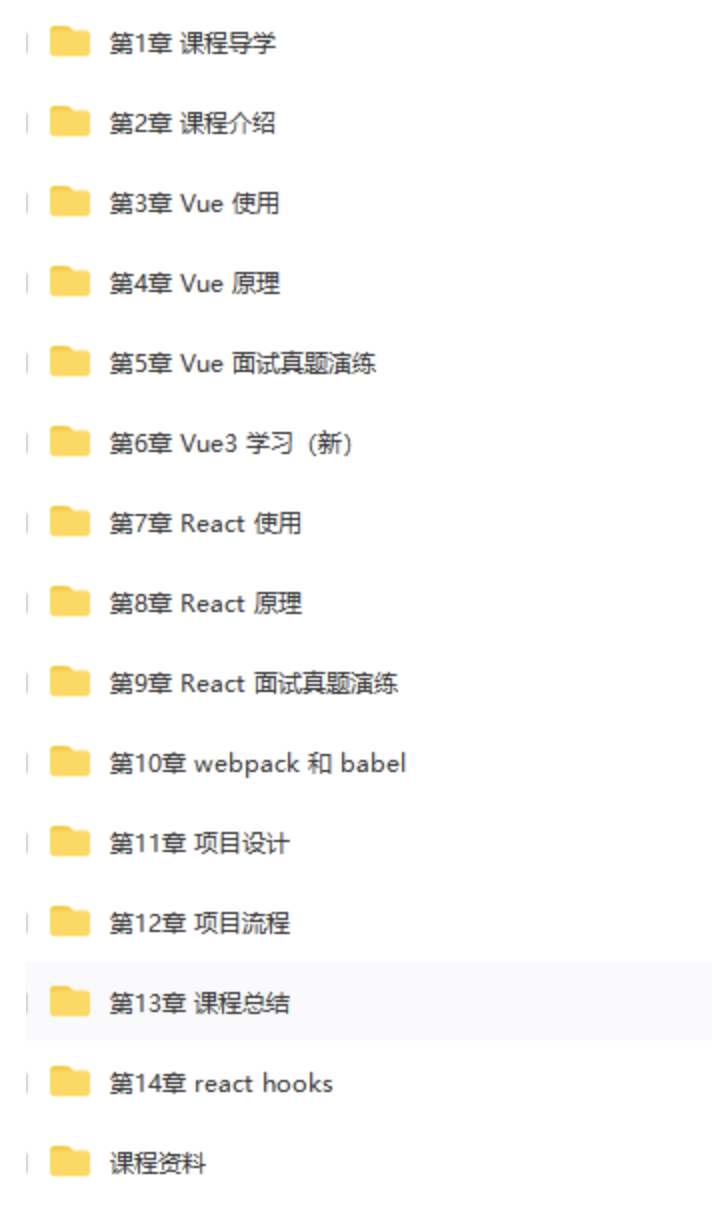 第1章 课程导学
第2章 课程介绍
第3章 Vue 使用
第4章 Vue 原理
第5章 Vue 面试真题演练
第6章 Vue3 学习（新）
第7章 React 使用
第8章 React 原理
第9章 React 面试真题演练
第10章 webpack 和 babel
第11章 项目设计
第12章 项目流程
第13章 课程总结
第14章 react hooks
课程资料